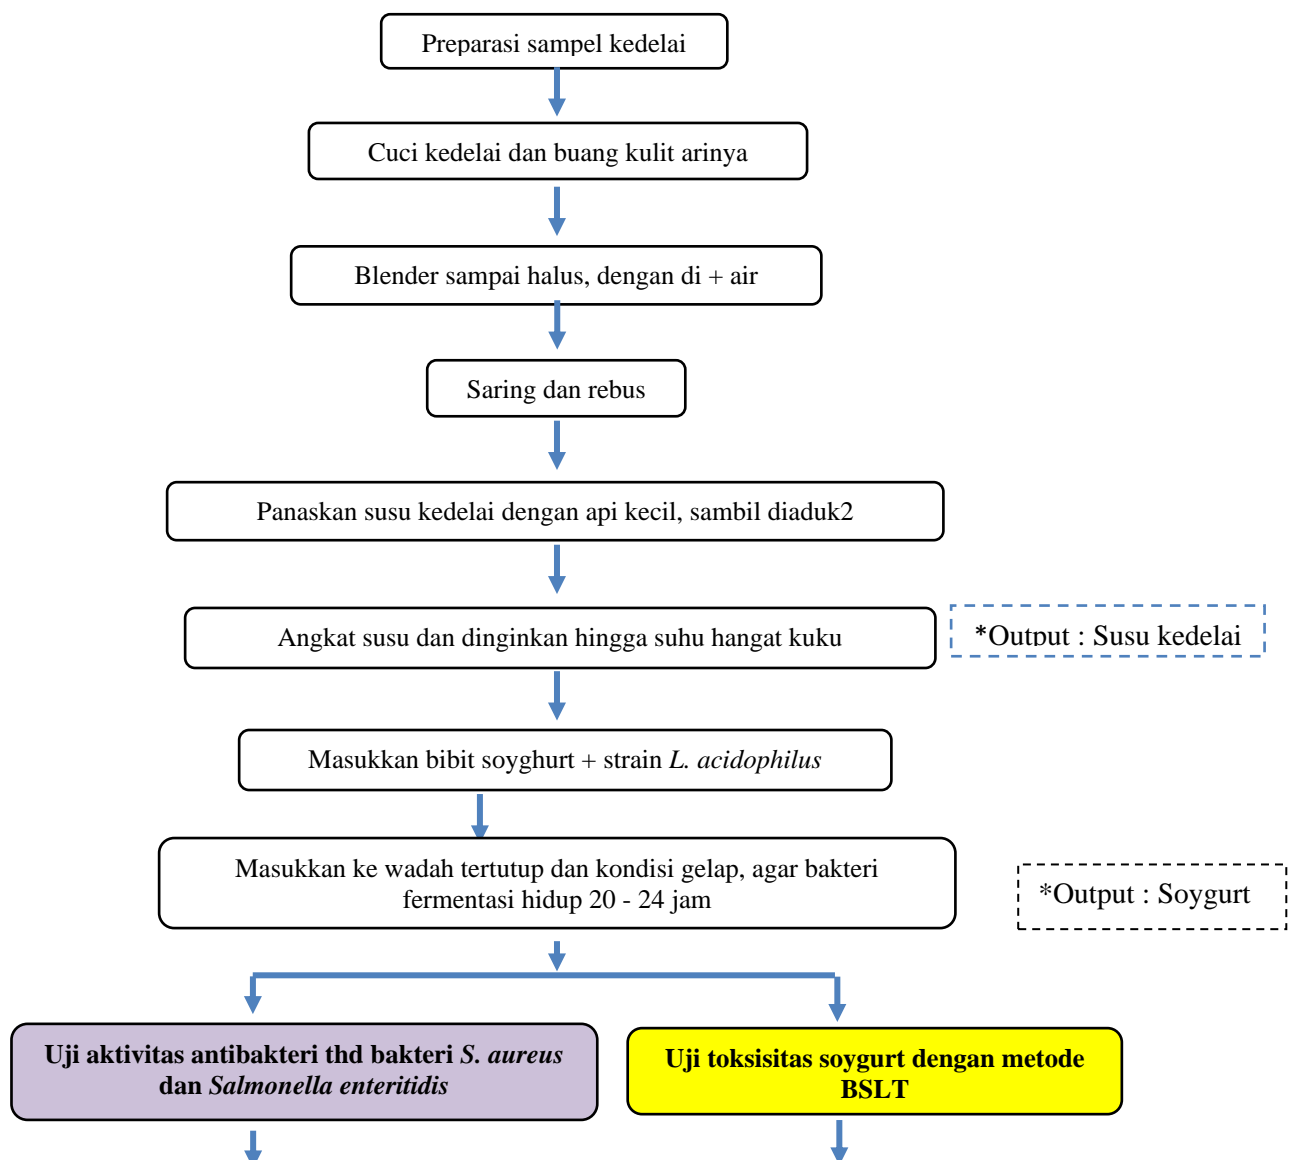 Preparasi sampel kedelai
Cuci kedelai dan buang kulit arinya
Blender sampai halus, dengan di + air
Saring dan rebus
Panaskan susu kedelai dengan api kecil, sambil diaduk2
Angkat susu dan dinginkan hingga suhu hangat kuku
*Output : Susu kedelai
Masukkan bibit soyghurt + strain L. acidophilus
Masukkan ke wadah tertutup dan kondisi gelap, agar bakteri
fermentasi hidup 20 - 24 jam
*Output : Soygurt
Uji aktivitas antibakteri thd bakteri S. aureus
dan Salmonella enteritidis
Uji toksisitas soygurt dengan metode
BSLT